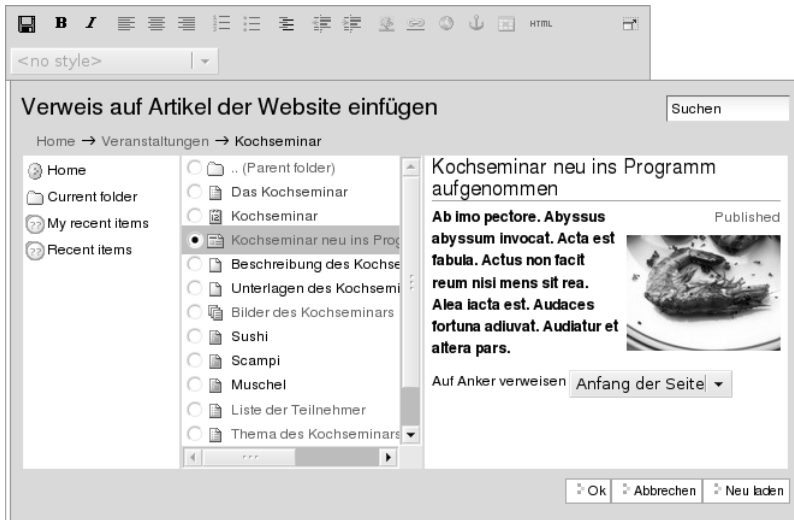 B I HTML
<no style>
Verweis auf Artikel der Website einfügen
Suchen
Home → Veranstaltungen → Kochseminar
Home
Current folder
My recent items
Recent items
.. (Parent folder)
Das Kochseminar
Kochseminar
Kochseminar neu ins Prog
Beschreibung des Kochse
Unterlagen des Kochsemi
Bilder des Kochseminars
Sushi
Scampi
Muschel
Liste der Teilnehmer
Thema des Kochseminars
Kochseminar neu ins Programm
aufgenommen
Published
Ab imo pectore. Abyssus
abyssum invocat. Acta est
fabula. Actus non facit
reum nisi mens sit rea.
Alea iacta est. Audaces
fortuna adiuvat. Audiatur et
altera pars.
Auf Anker verweisen Anfang der Seite
Ok Abbrechen Neu laden